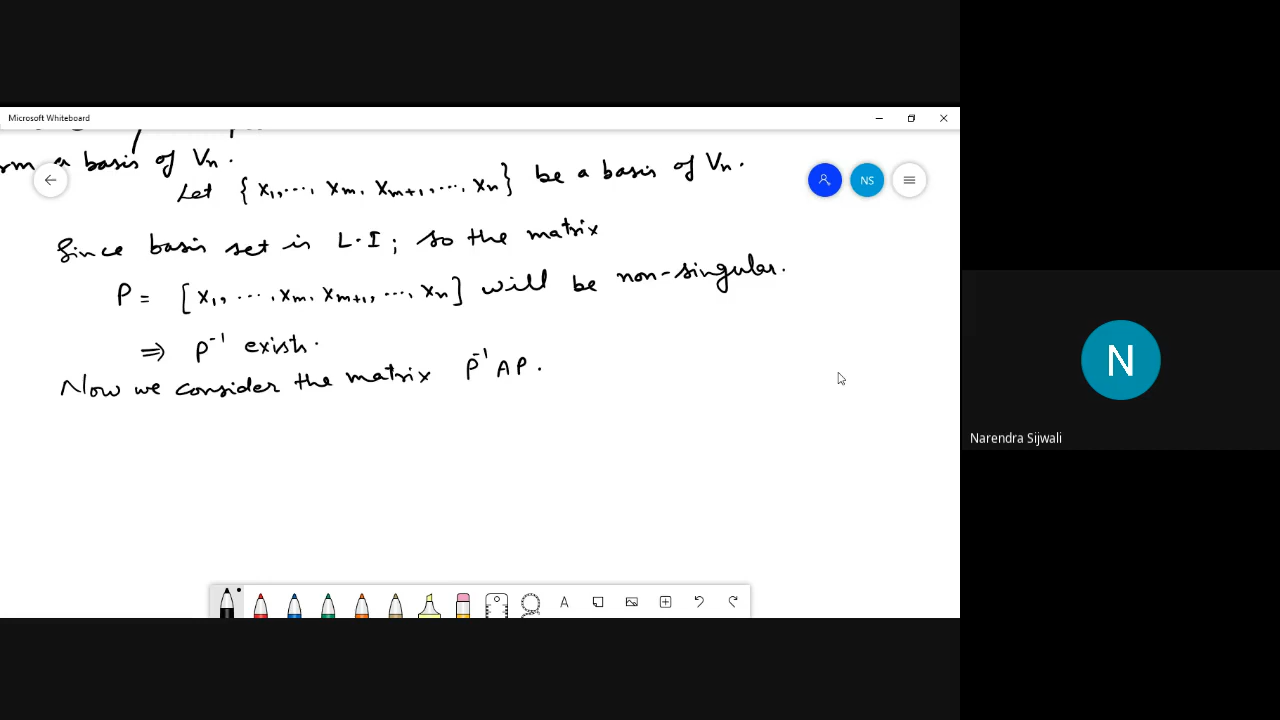 Microsoft Whiteboard
a basis of Vn.
Let {x1,..., xm, xm+1,..., xn} be a basis of Vn.
Since basis set is L.I; so the matrix
P = [x1, ..., xm, xm+1, ..., xn] will be non-singular.
⇒ P⁻¹ exists.
Now we consider the matrix P⁻¹AP.
NS
A
N
Narendra Sijwali